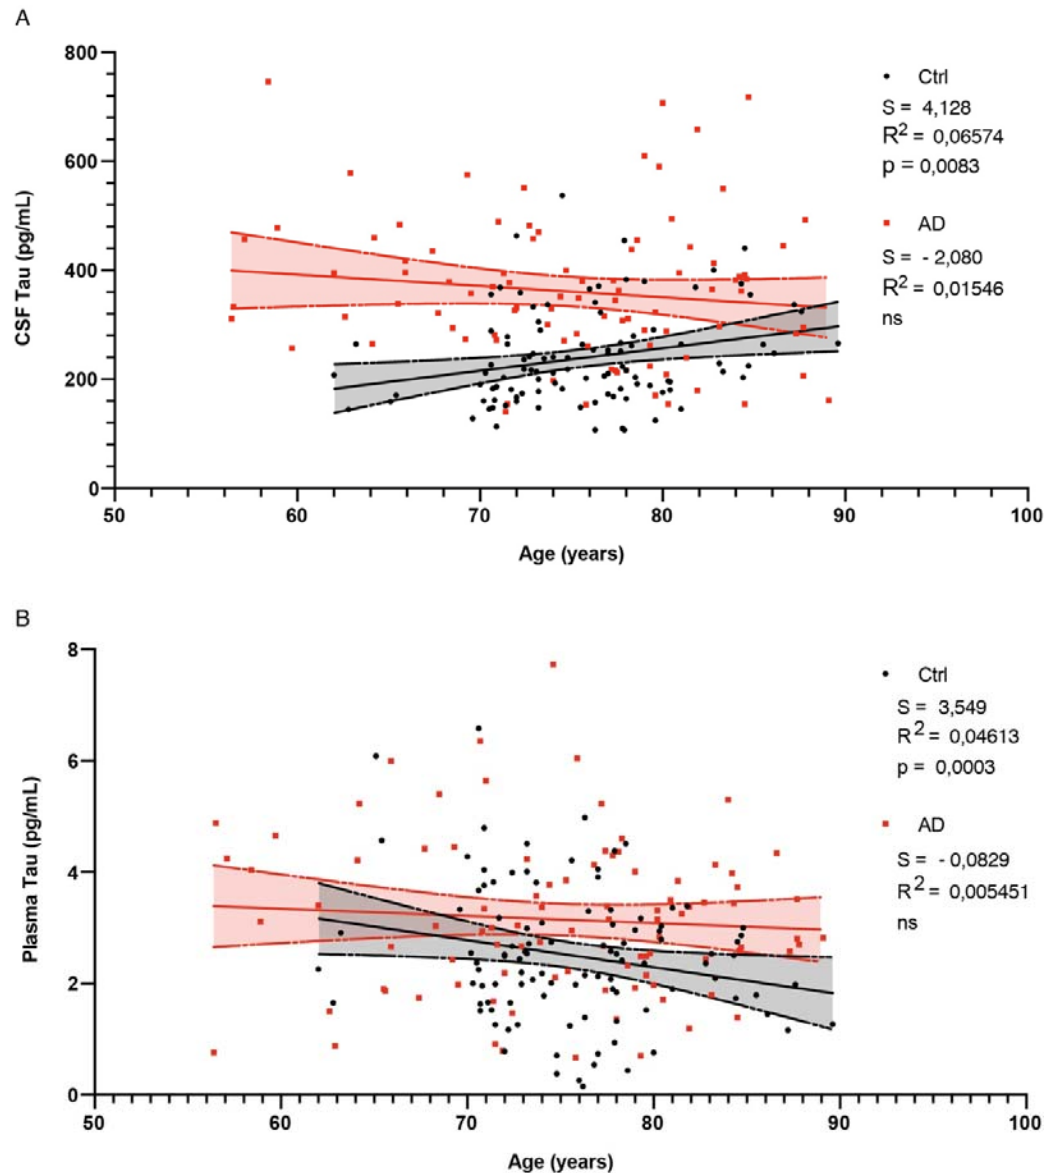 A
800
600
400
200
0
CSF Tau (pg/mL)
50 60 70 80 90 100
Age (years)
Ctrl
S = 4,128
R2 = 0,06574
p = 0,0083
AD
S = - 2,080
R2 = 0,01546
ns
B
8
6
4
2
0
Plasma Tau (pg/mL)
50 60 70 80 90 100
Age (years)
Ctrl
S = 3,549
R2 = 0,04613
p = 0,0003
AD
S = - 0,0829
R2 = 0,005451
ns